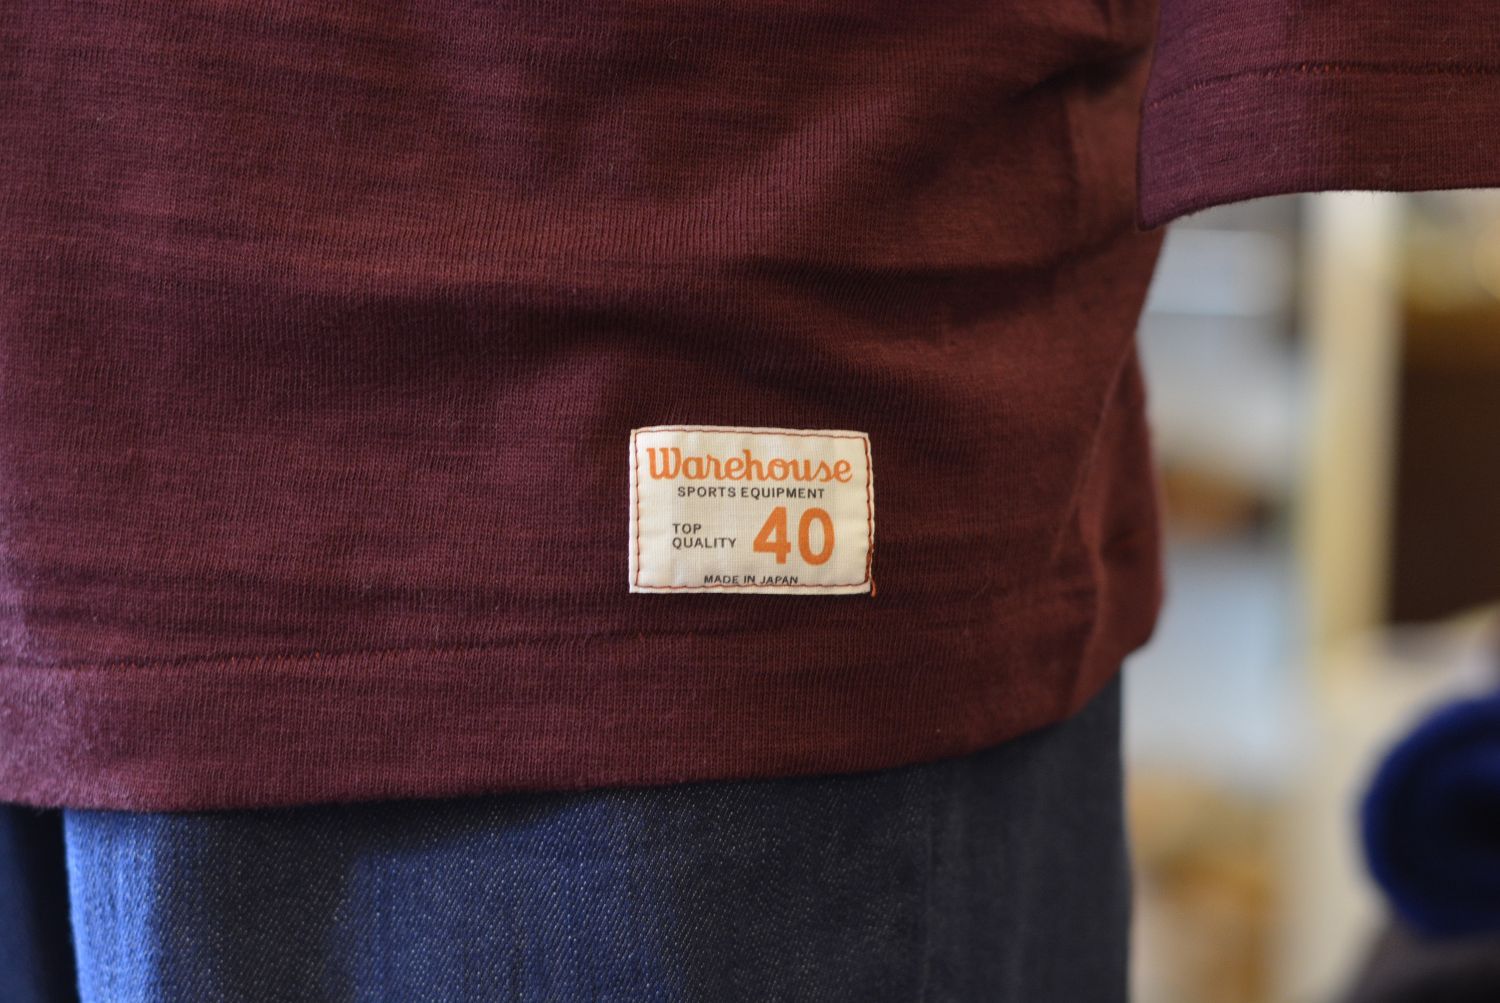 Warehouse
SPORTS EQUIPMENT
TOP
QUALITY
40
MADE IN JAPAN